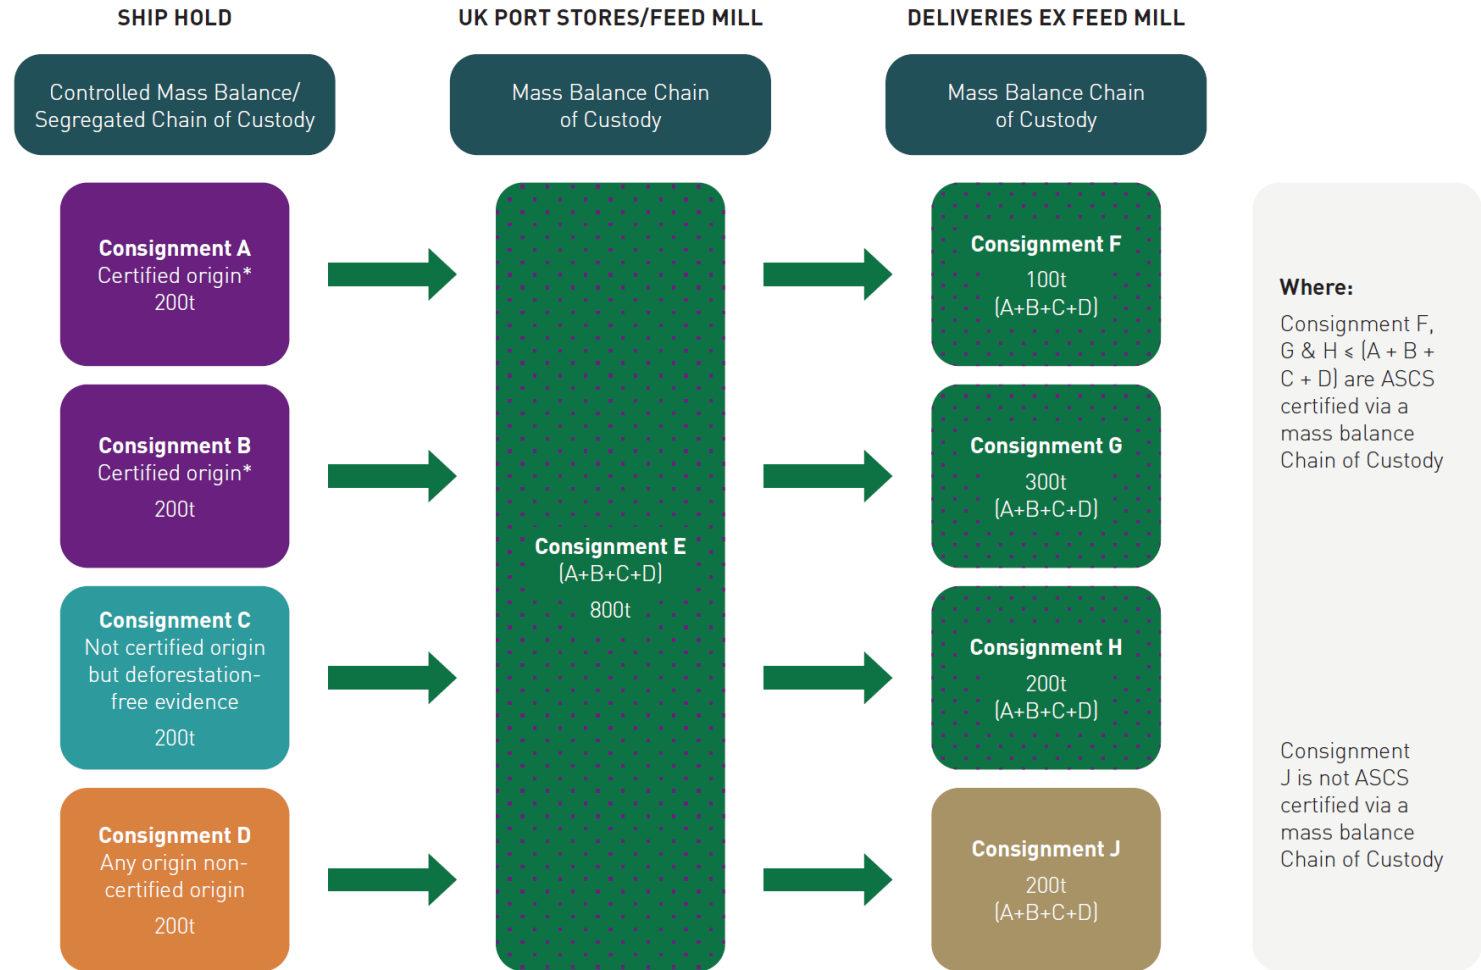 SHIP HOLD
UK PORT STORES/FEED MILL
DELIVERIES EX FEED MILL
Controlled Mass Balance/
Segregated Chain of Custody
Mass Balance Chain
of Custody
Mass Balance Chain
of Custody
Consignment A
Certified origin*
200t
Consignment B
Certified origin*
200t
Consignment C
Not certified origin
but deforestation-
free evidence
200t
Consignment D
Any origin non-
certified origin
200t
Consignment E
(A+B+C+D)
800t
Consignment F
100t
(A+B+C+D)
Consignment G
300t
(A+B+C+D)
Consignment H
200t
(A+B+C+D)
Consignment J
200t
(A+B+C+D)
Where:
Consignment F,
G & H ⩽ (A + B +
C + D) are ASCS
certified via a
mass balance
Chain of Custody
Consignment
J is not ASCS
certified via a
mass balance
Chain of Custody